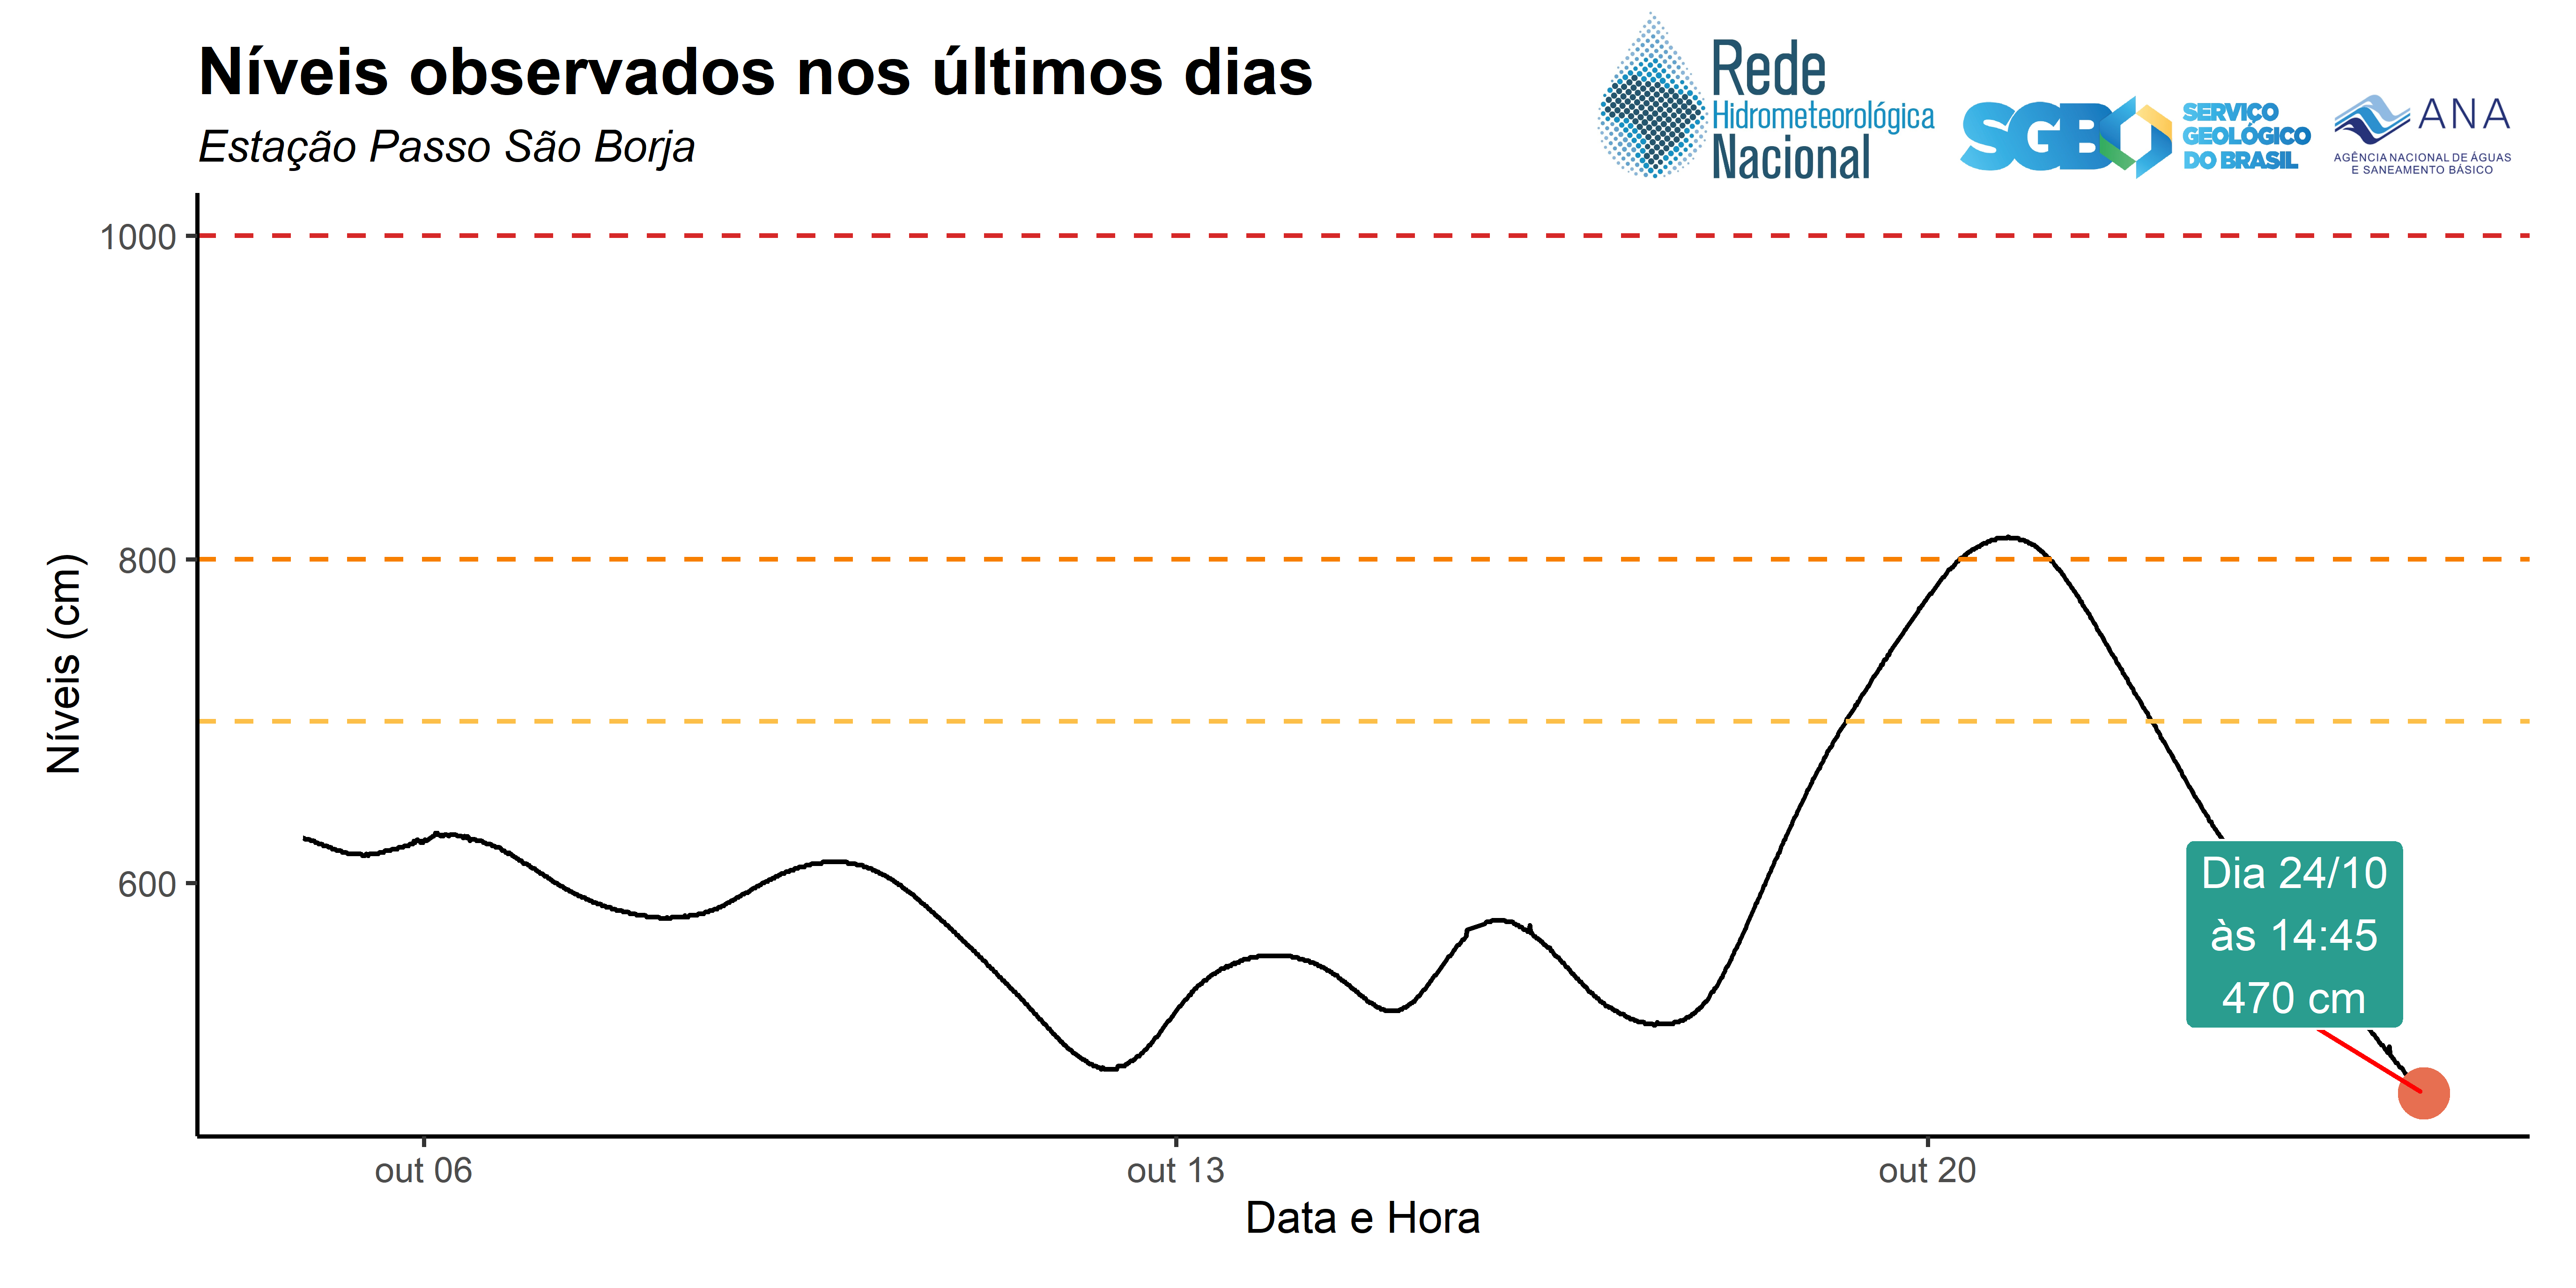 Níveis observados nos últimos dias
Estação Passo São Borja
Rede
Hidrometeorológica
Nacional
SGB
SERVIÇO
GEOLÓGICO
DO BRASIL
ANA
AGÊNCIA NACIONAL DE ÁGUAS
E SANEAMENTO BÁSICO
Níveis (cm)
1000
800
600
Dia 24/10
às 14:45
470 cm
out 06
out 13
out 20
Data e Hora